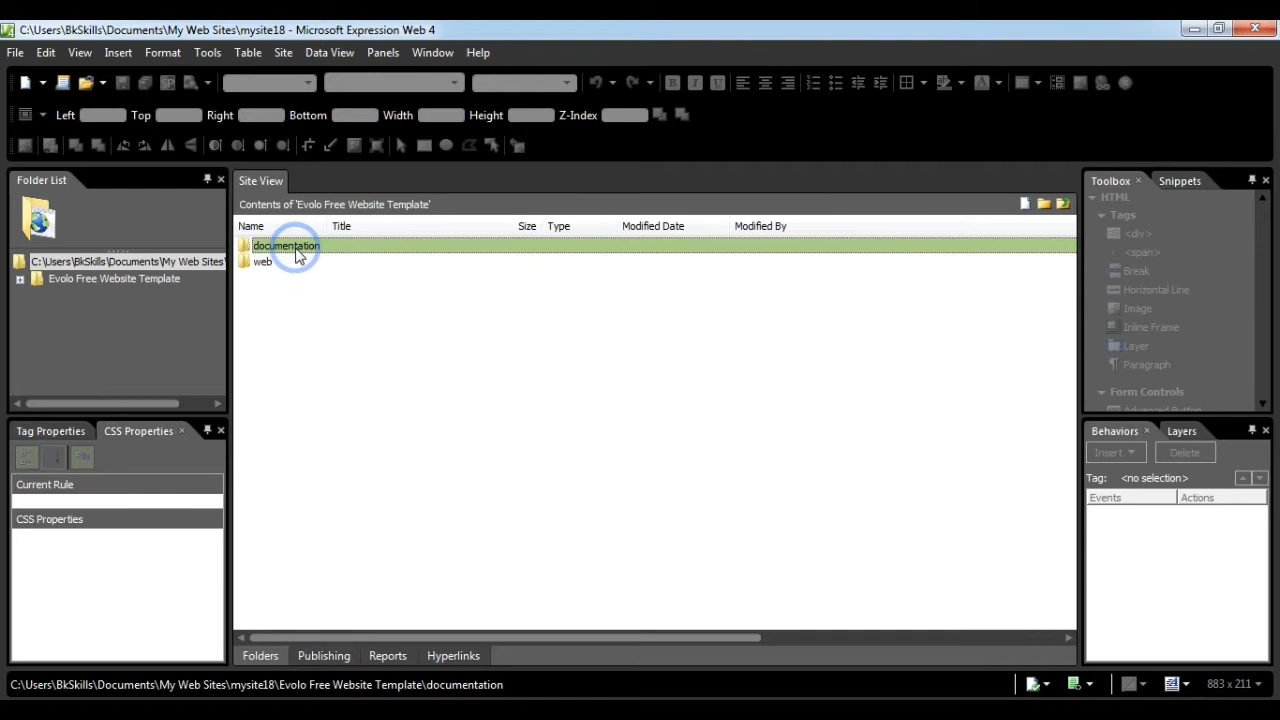 C:\Users\BkSkills\Documents\My Web Sites\mysite18 - Microsoft Expression Web 4
File Edit View Insert Format Tools Table Site Data View Panels Window Help
Left Top Right Bottom Width Height Z-Index
Folder List
C:\Users\BkSkills\Documents\My Web Sites\
Evolo Free Website Template
Tag Properties CSS Properties
Current Rule
CSS Properties
Site View
Contents of 'Evolo Free Website Template'
Name Title Size Type Modified Date Modified By
documentation
web
Folders Publishing Reports Hyperlinks
Toolbox Snippets
HTML
Tags
<div>
<span>
Break
Horizontal Line
Image
Inline Frame
Layer
Paragraph
Form Controls
Advanced Button
Behaviors Layers
Insert Delete
Tag: <no selection>
Events Actions
C:\Users\BkSkills\Documents\My Web Sites\mysite18\Evolo Free Website Template\documentation
883 x 211